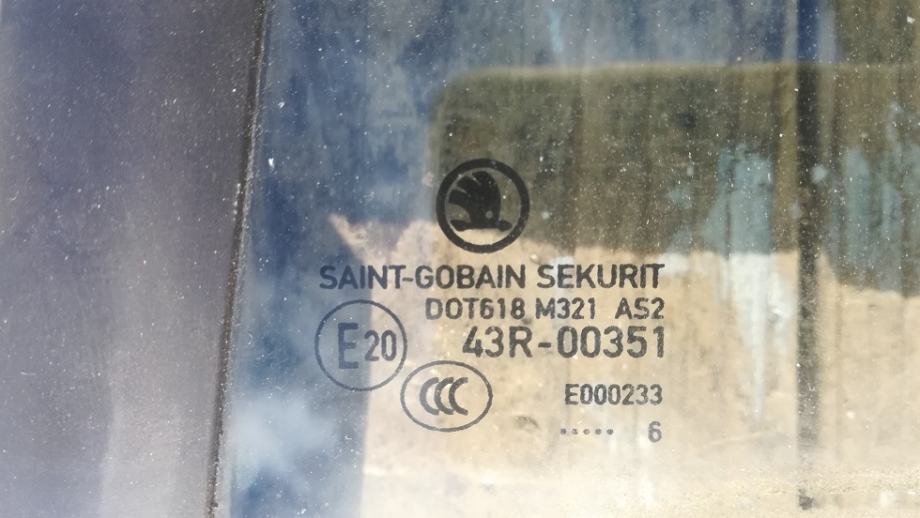 SAINT-GOBAIN SEKURIT
DOT618 M321 AS2
E20 43R-00351
CCC E000233
..... 6